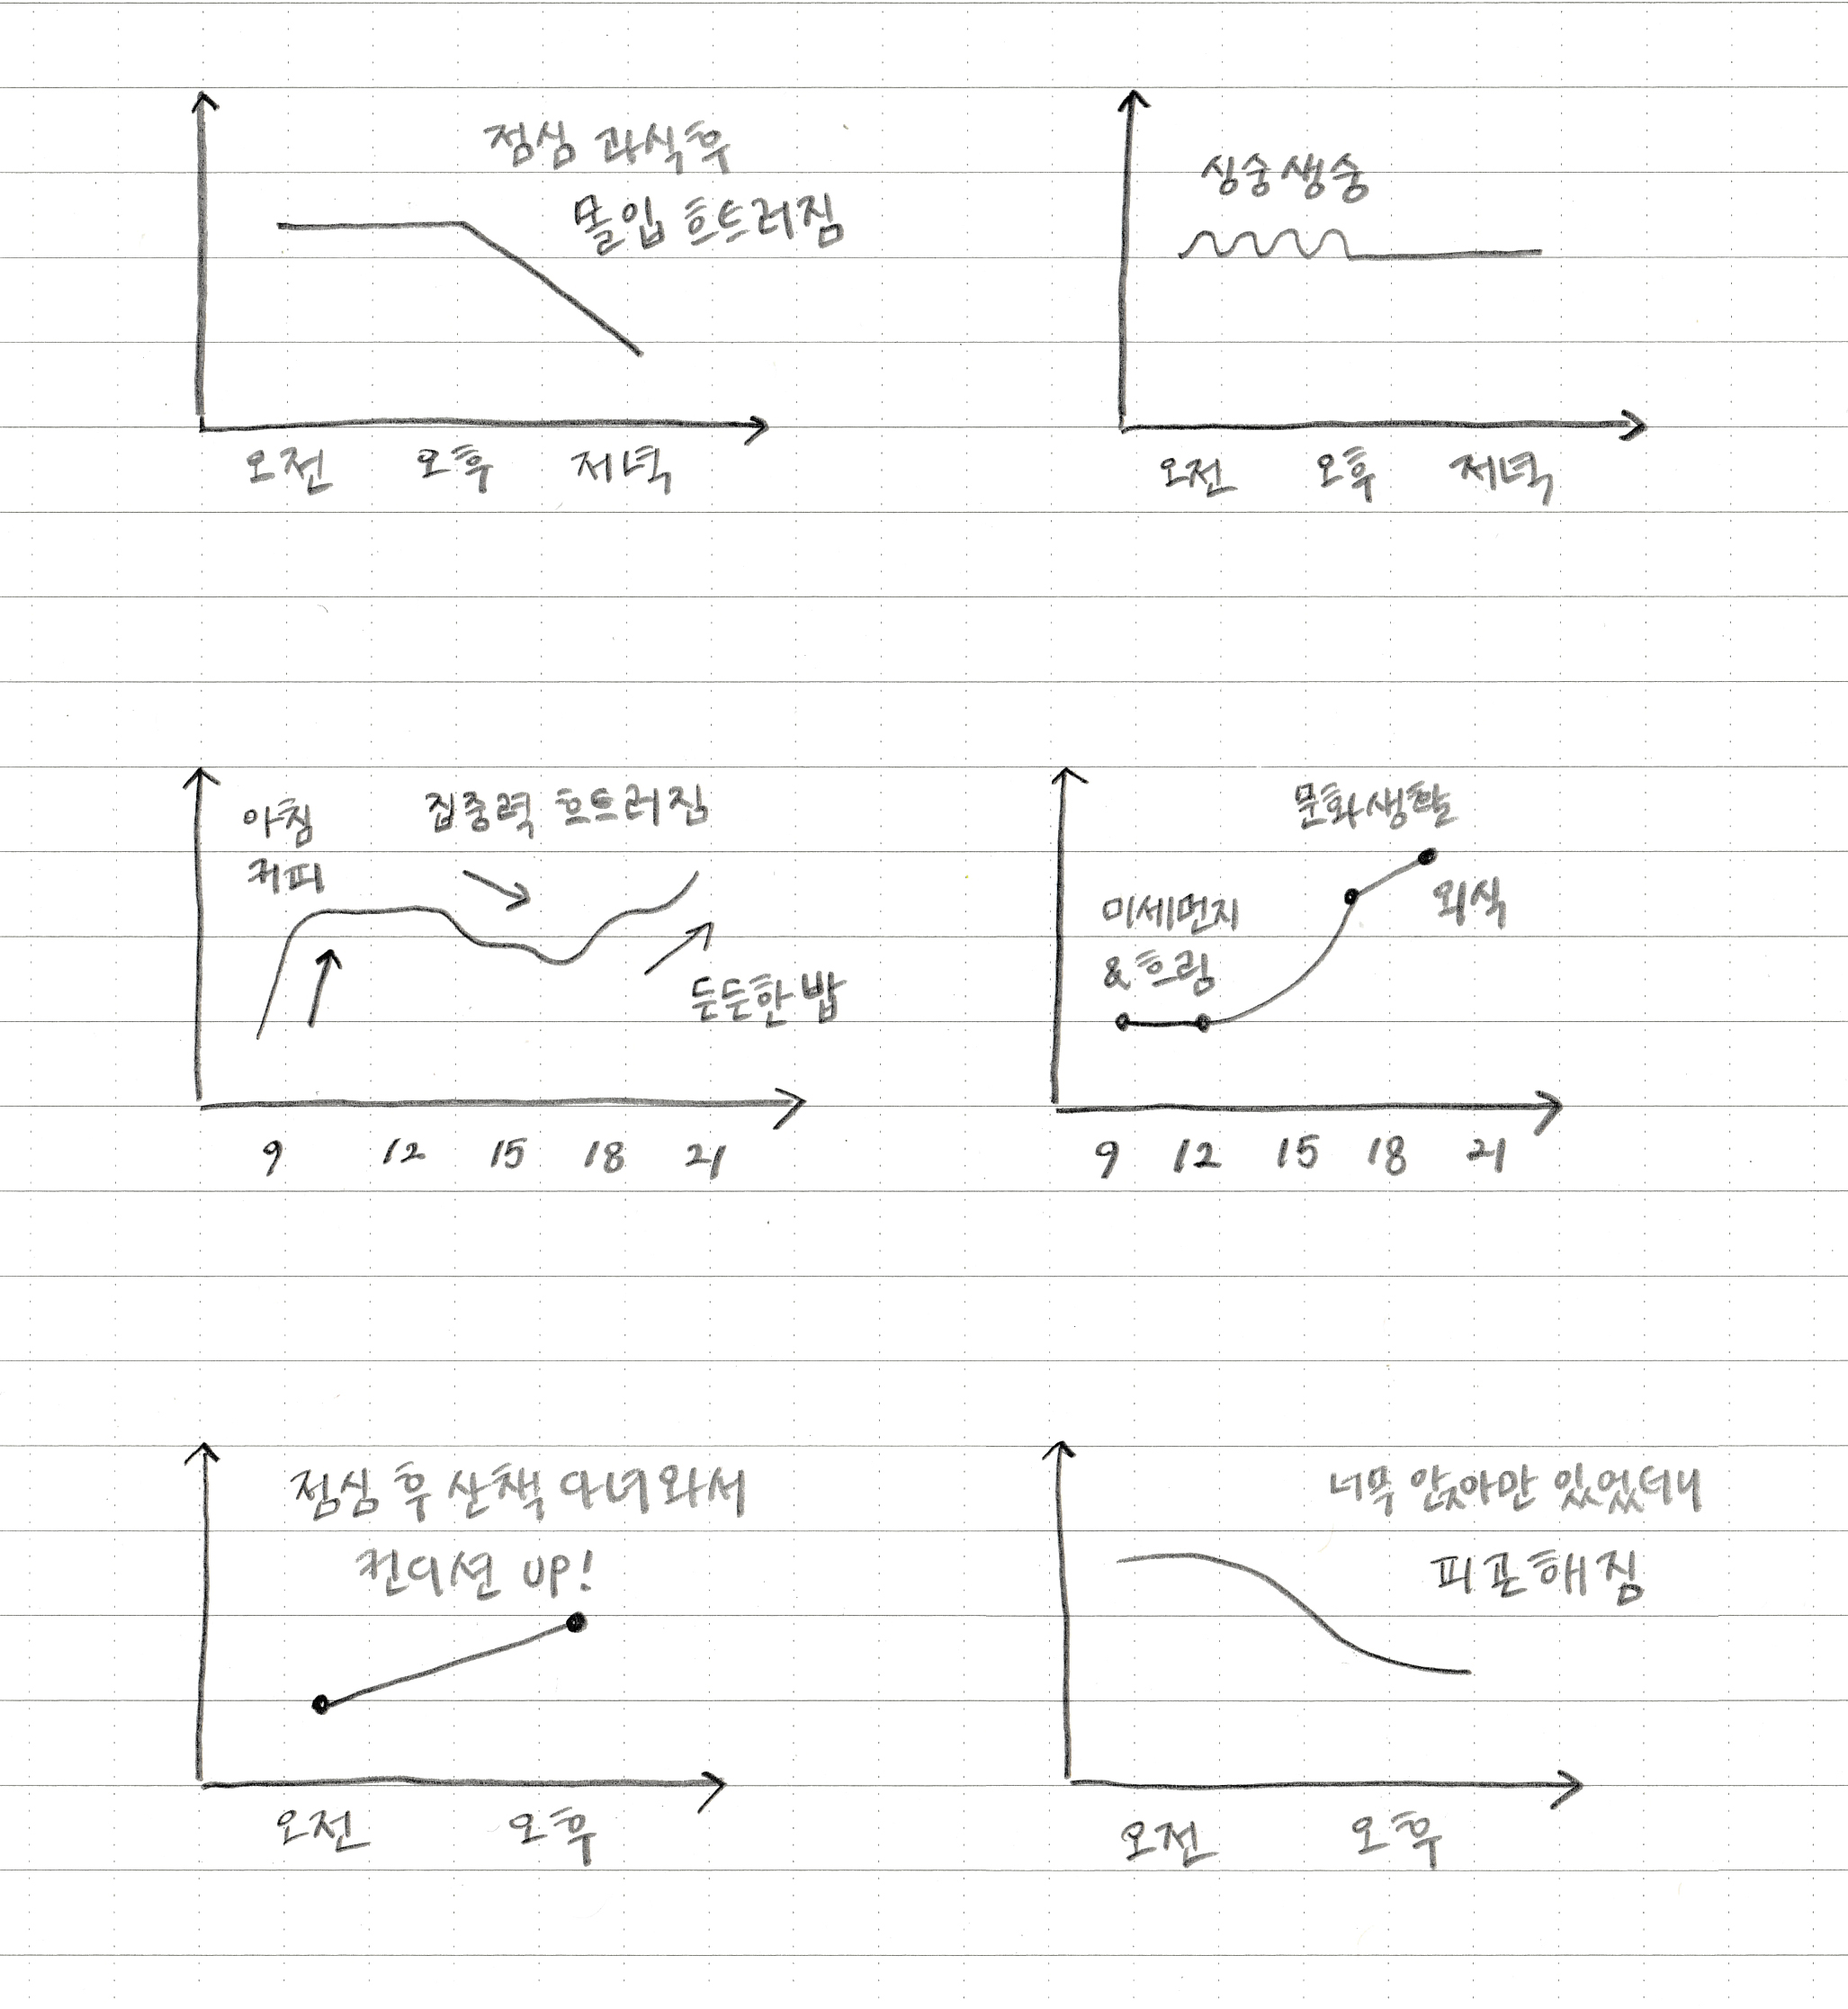 점심 과식후
몰입 흐트러짐
오전 오후 저녁
싱숭생숭
오전 오후 저녁
아침
커피
집중력 흐트러짐
든든한 밥
9 12 15 18 21
문화생활
외식
미세먼지
& 흐림
9 12 15 18 21
점심 후 산책 다녀와서
컨디션 UP!
오전 오후
너무 앉아만 있었더니
피곤해짐
오전 오후